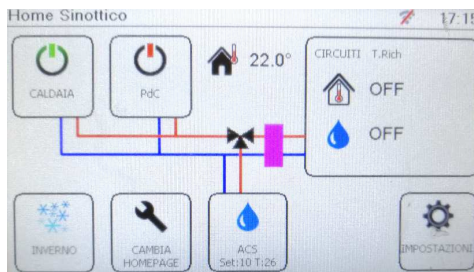 Home Sinottico
17:15
CALDAIA
PdC
22.0°
CIRCUITI T.Rich
OFF
OFF
INVERNO
CAMBIA
HOMEPAGE
ACS
Set:10 T:26
IMPOSTAZIONI